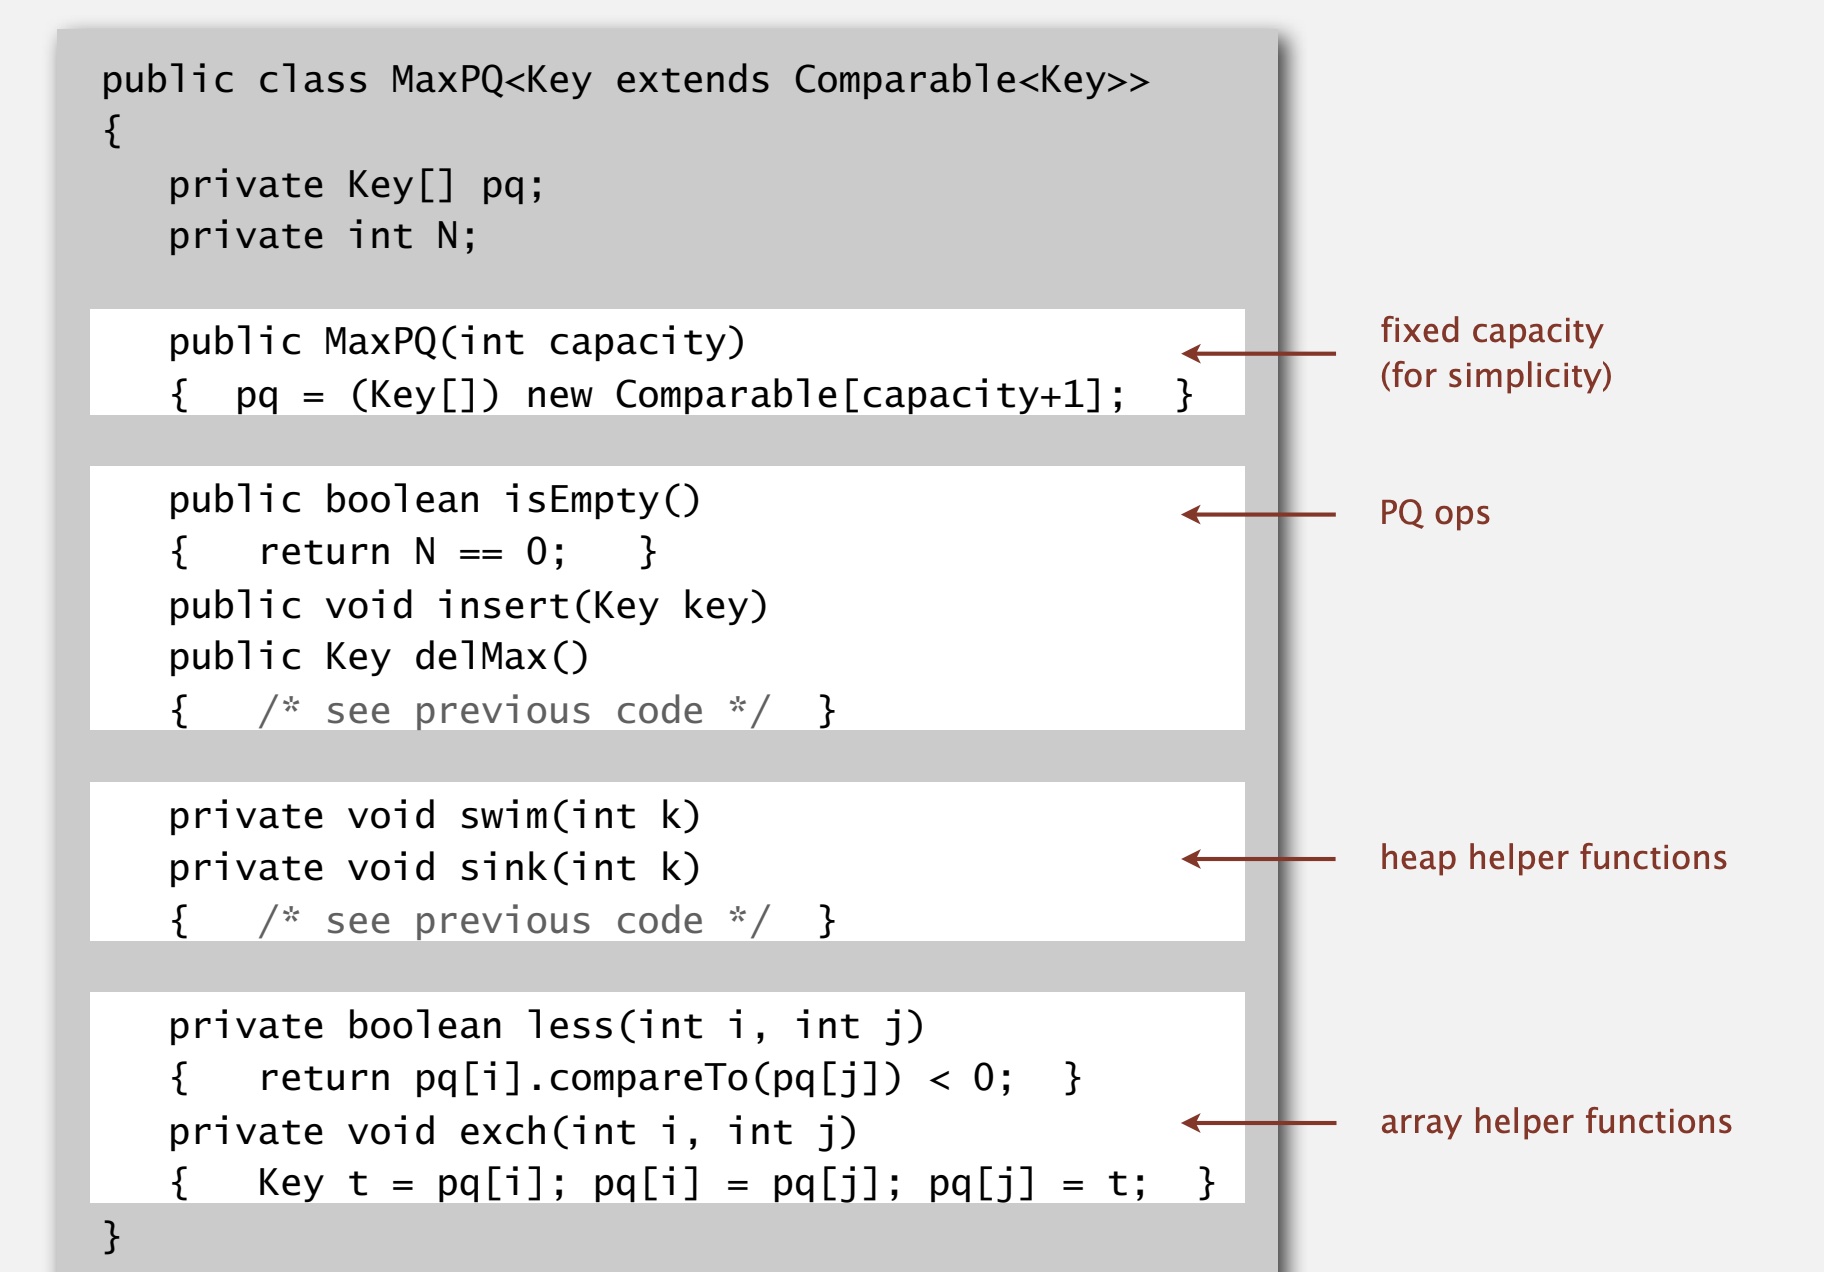 public class MaxPQ<Key extends Comparable<Key>>
{
private Key[] pq;
private int N;
public MaxPQ(int capacity)
{  pq = (Key[]) new Comparable[capacity+1];  }
fixed capacity
(for simplicity)
public boolean isEmpty()
{   return N == 0;   }
public void insert(Key key)
public Key delMax()
{   /* see previous code */  }
PQ ops
private void swim(int k)
private void sink(int k)
{   /* see previous code */  }
heap helper functions
private boolean less(int i, int j)
{   return pq[i].compareTo(pq[j]) < 0;  }
private void exch(int i, int j)
{   Key t = pq[i]; pq[i] = pq[j]; pq[j] = t;  }
array helper functions
}